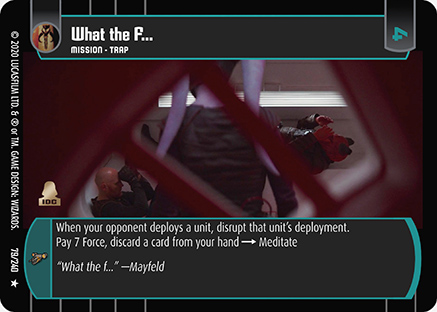 What the F...
MISSION - TRAP
4
IDC
When your opponent deploys a unit, disrupt that unit's deployment.
Pay 7 Force, discard a card from your hand → Meditate
"What the f..." —Mayfeld
© 2020 LUCASFILM LTD. & ® or TM. GAME DESIGN: WIZARDS.
79/240